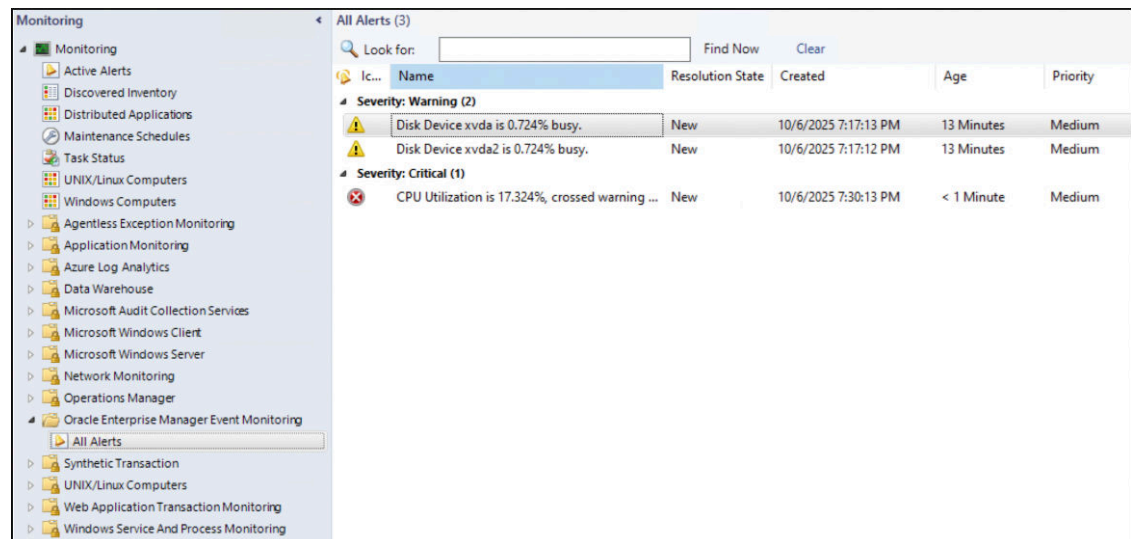 Monitoring
Monitoring
Active Alerts
Discovered Inventory
Distributed Applications
Maintenance Schedules
Task Status
UNIX/Linux Computers
Windows Computers
Agentless Exception Monitoring
Application Monitoring
Azure Log Analytics
Data Warehouse
Microsoft Audit Collection Services
Microsoft Windows Client
Microsoft Windows Server
Network Monitoring
Operations Manager
Oracle Enterprise Manager Event Monitoring
All Alerts
Synthetic Transaction
UNIX/Linux Computers
Web Application Transaction Monitoring
Windows Service And Process Monitoring
All Alerts (3)
Look for: Find Now Clear
Ic... Name Resolution State Created Age Priority
Severity: Warning (2)
Disk Device xvda is 0.724% busy. New 10/6/2025 7:17:13 PM 13 Minutes Medium
Disk Device xvda2 is 0.724% busy. New 10/6/2025 7:17:12 PM 13 Minutes Medium
Severity: Critical (1)
CPU Utilization is 17.324%, crossed warning ... New 10/6/2025 7:30:13 PM < 1 Minute Medium